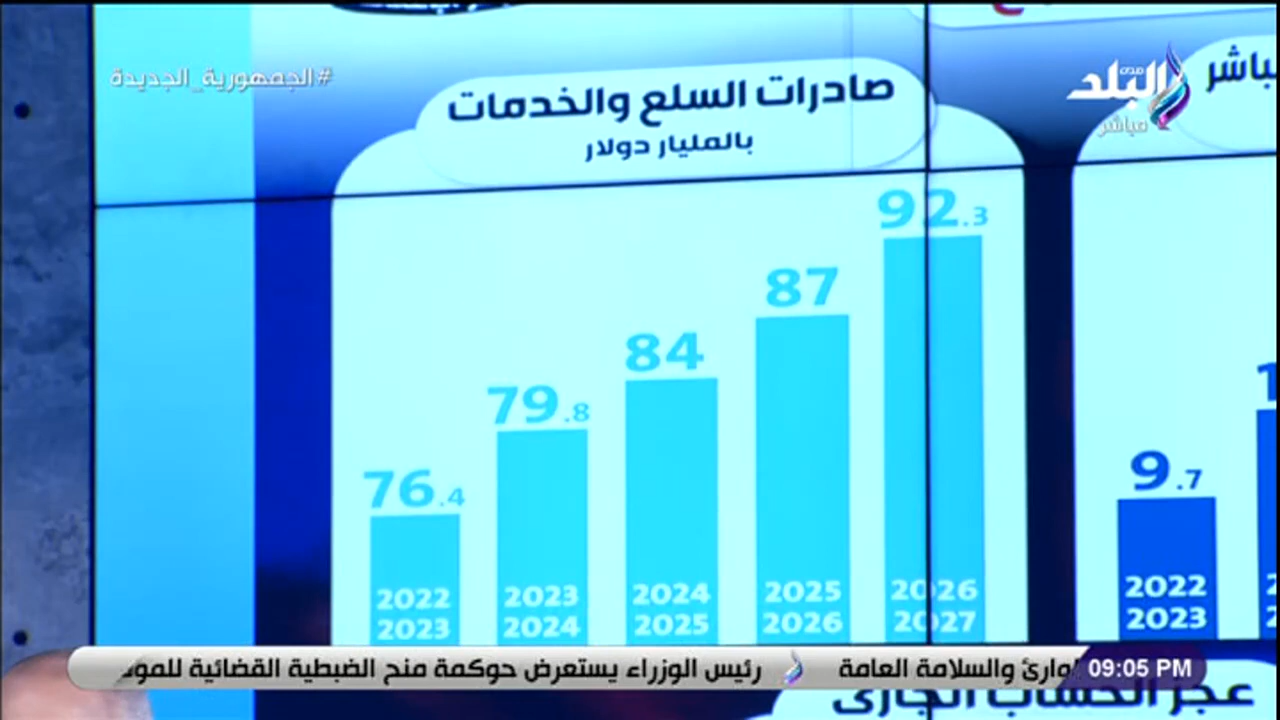 #الجمهورية_الجديدة
صدى البلد
مباشر
صادرات السلع والخدمات
بالمليار دولار
76.4
79.8
84
87
92.3
2022
2023
2023
2024
2024
2025
2025
2026
2026
2027
9.7
2022
2023
رئيس الوزراء يستعرض حوكمة منح الضبطية القضائية
والسلامة العامة
09:05 PM
عجز الحساب الجارى